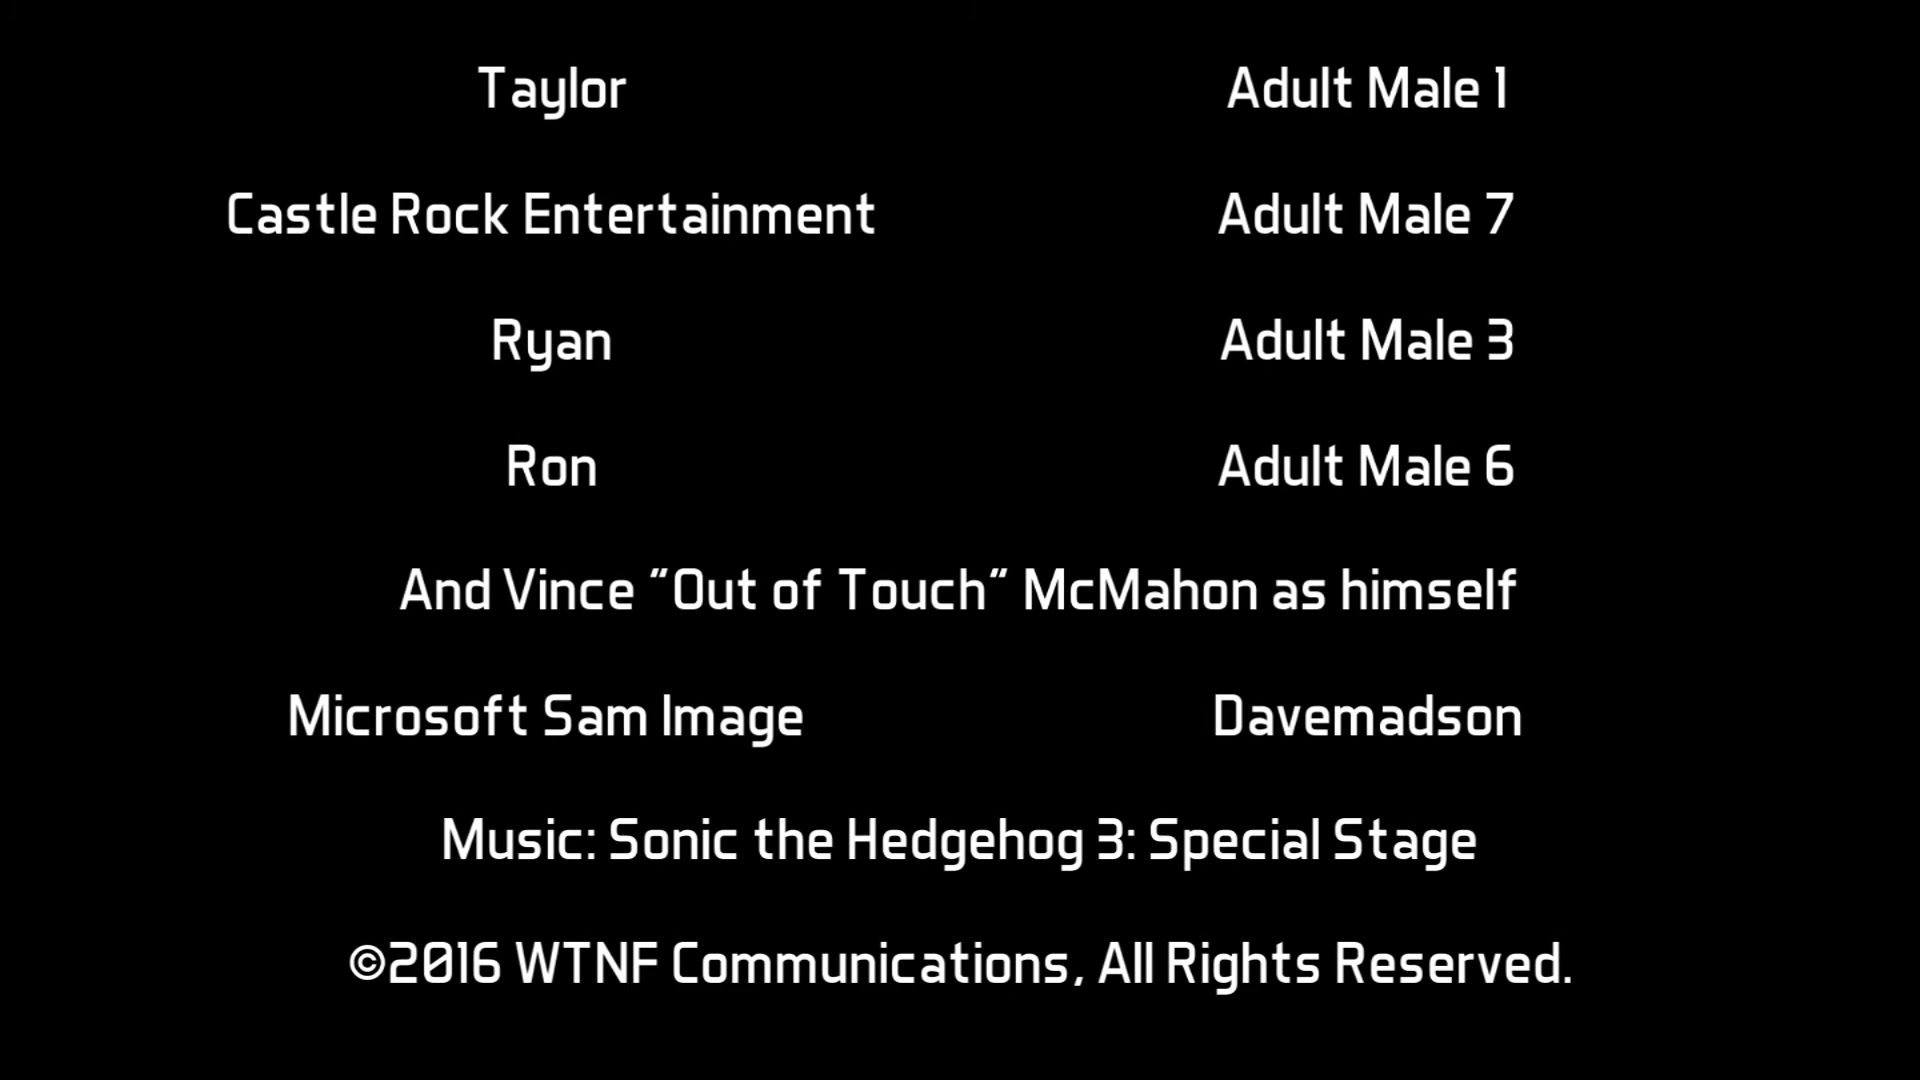 Taylor Adult Male 1
Castle Rock Entertainment Adult Male 7
Ryan Adult Male 3
Ron Adult Male 6
And Vince "Out of Touch" McMahon as himself
Microsoft Sam Image Davemadson
Music: Sonic the Hedgehog 3: Special Stage
©2016 WTNF Communications, All Rights Reserved.